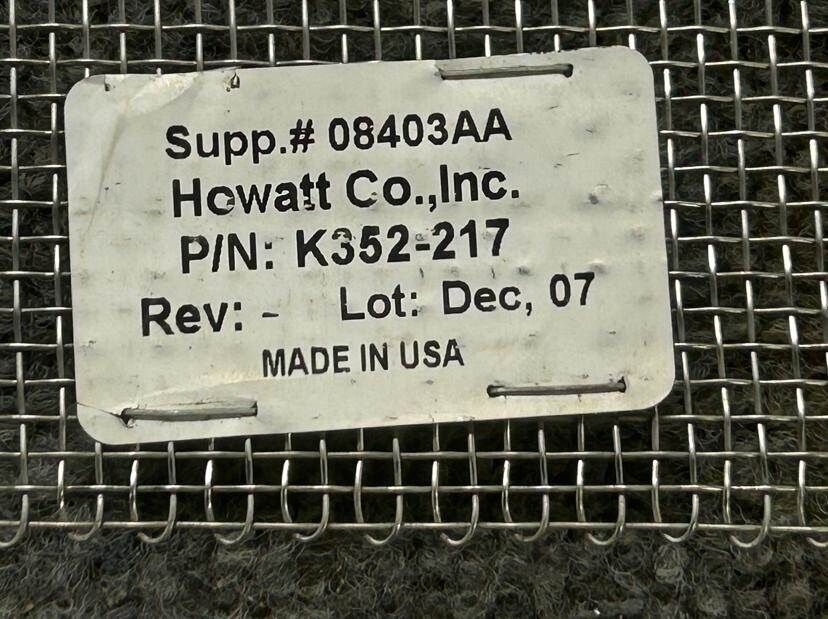 Supp.# 08403AA
Howatt Co.,Inc.
P/N: K352-217
Rev: - Lot: Dec, 07
MADE IN USA